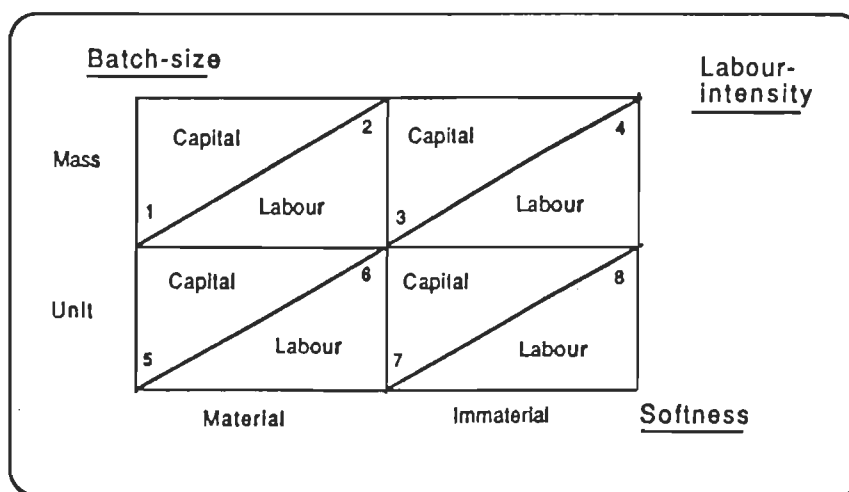 Batch-size
Labour-
intensity
Capital 2 Capital 4
Mass
1 Labour 3 Labour
Capital 6 Capital 8
Unit
5 Labour 7 Labour
Material Immaterial Softness